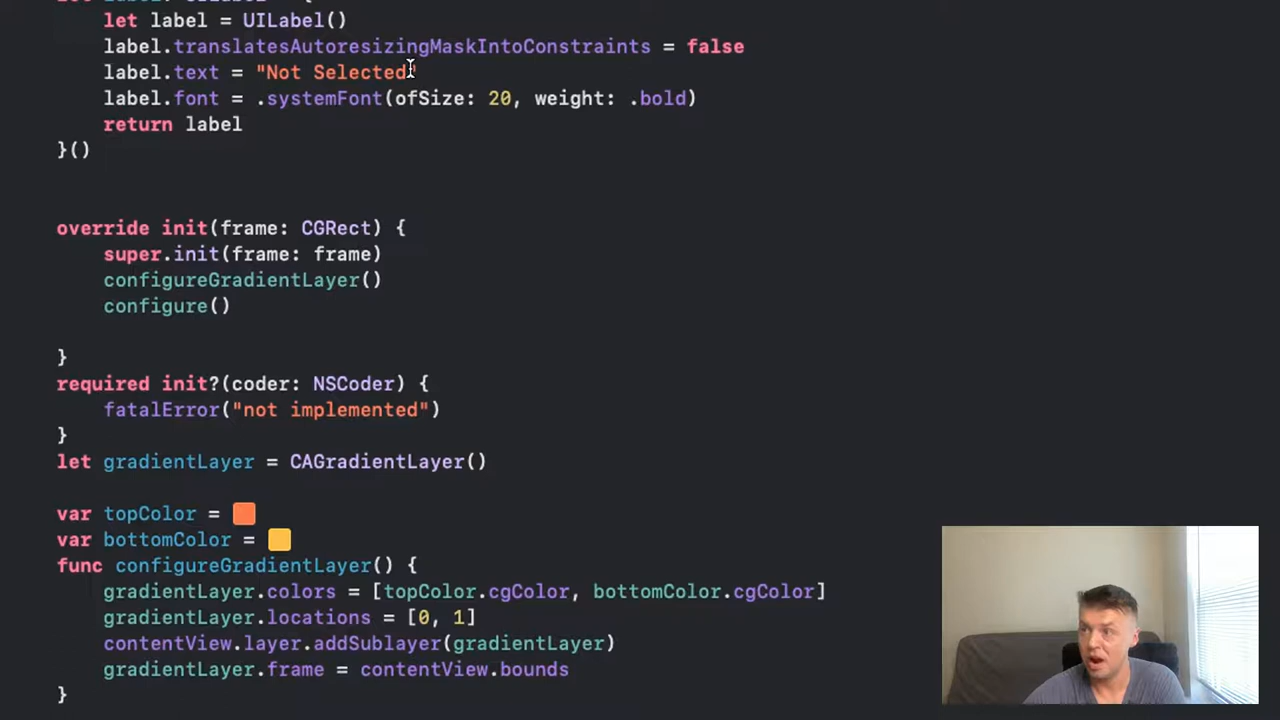 let label = UILabel()
label.translatesAutoresizingMaskIntoConstraints = false
label.text = "Not Selected"
label.font = .systemFont(ofSize: 20, weight: .bold)
return label
}()
override init(frame: CGRect) {
super.init(frame: frame)
configureGradientLayer()
configure()
}
required init?(coder: NSCoder) {
fatalError("not implemented")
}
let gradientLayer = CAGradientLayer()
var topColor =
var bottomColor =
func configureGradientLayer() {
gradientLayer.colors = [topColor.cgColor, bottomColor.cgColor]
gradientLayer.locations = [0, 1]
contentView.layer.addSublayer(gradientLayer)
gradientLayer.frame = contentView.bounds
}